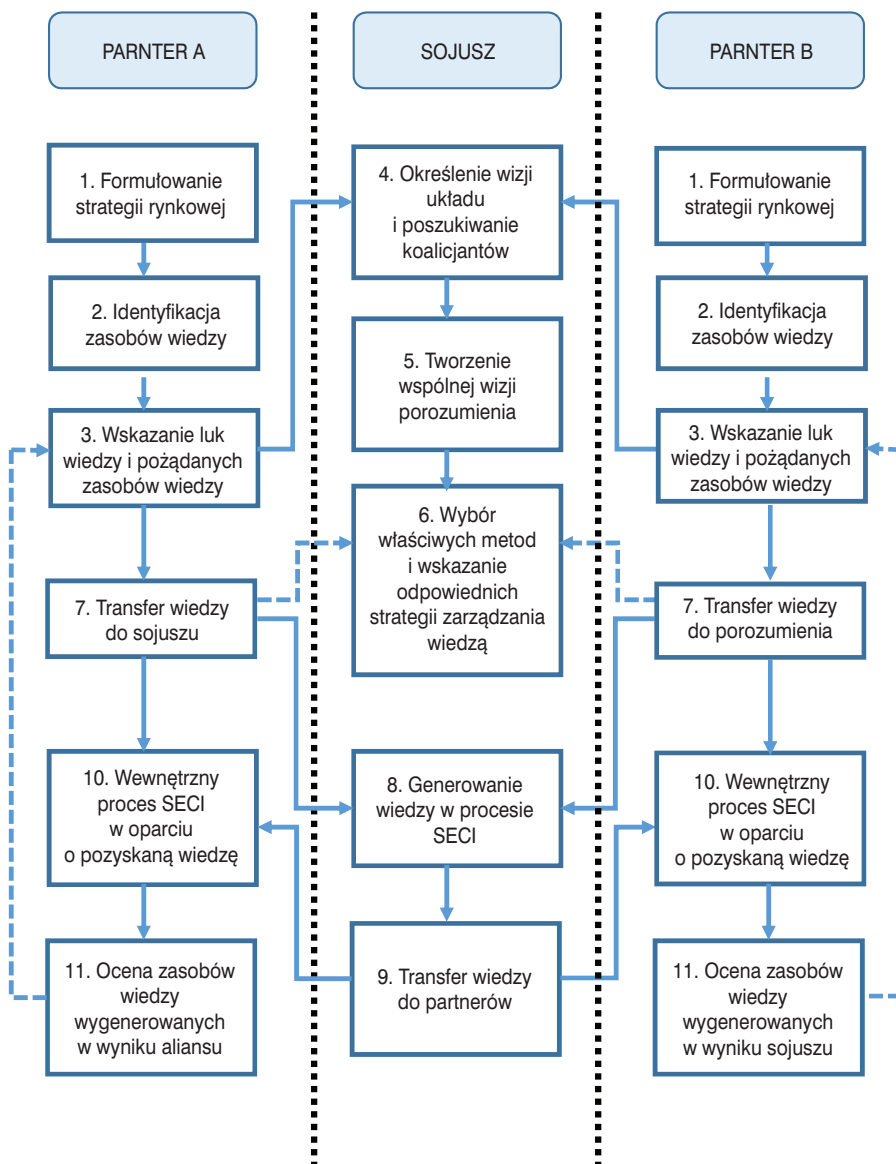 PARNTER A
SOJUSZ
PARNTER B
1. Formułowanie
strategii rynkowej
2. Identyfikacja
zasobów wiedzy
3. Wskazanie luk
wiedzy i pożądanych
zasobów wiedzy
7. Transfer wiedzy
do sojuszu
10. Wewnętrzny
proces SECI
w oparciu
o pozyskaną wiedzę
11. Ocena zasobów
wiedzy
wygenerowanych
w wyniku aliansu
4. Określenie wizji
układu
i poszukiwanie
koalicjantów
5. Tworzenie
wspólnej wizji
porozumienia
6. Wybór
właściwych metod
i wskazanie
odpowiednich
strategii zarządzania
wiedzą
8. Generowanie
wiedzy w procesie
SECI
9. Transfer wiedzy
do partnerów
1. Formułowanie
strategii rynkowej
2. Identyfikacja
zasobów wiedzy
3. Wskazanie luk
wiedzy i pożądanych
zasobów wiedzy
7. Transfer wiedzy
do porozumienia
10. Wewnętrzny
proces SECI
w oparciu
o pozyskaną wiedzę
11. Ocena zasobów
wiedzy
wygenerowanych
w wyniku sojuszu